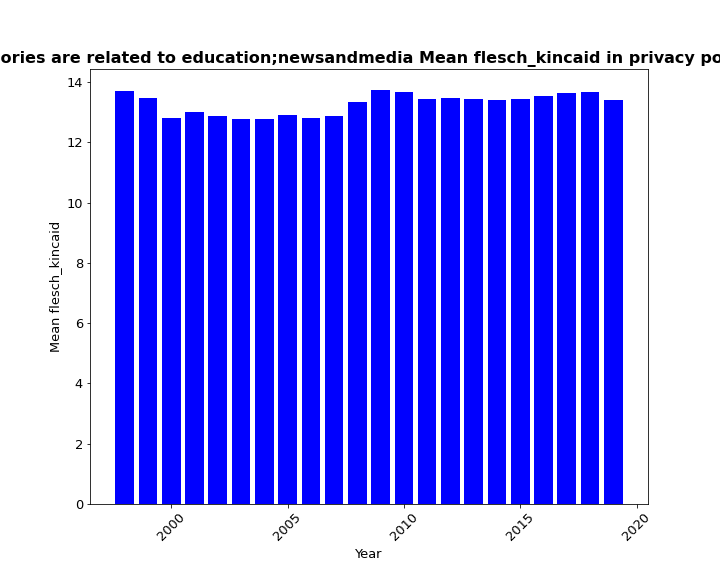 ories are related to education;newsandmedia Mean flesch_kincaid in privacy po
14
12
10
8
6
4
2
0
Mean flesch_kincaid
2000 2005 2010 2015 2020
Year